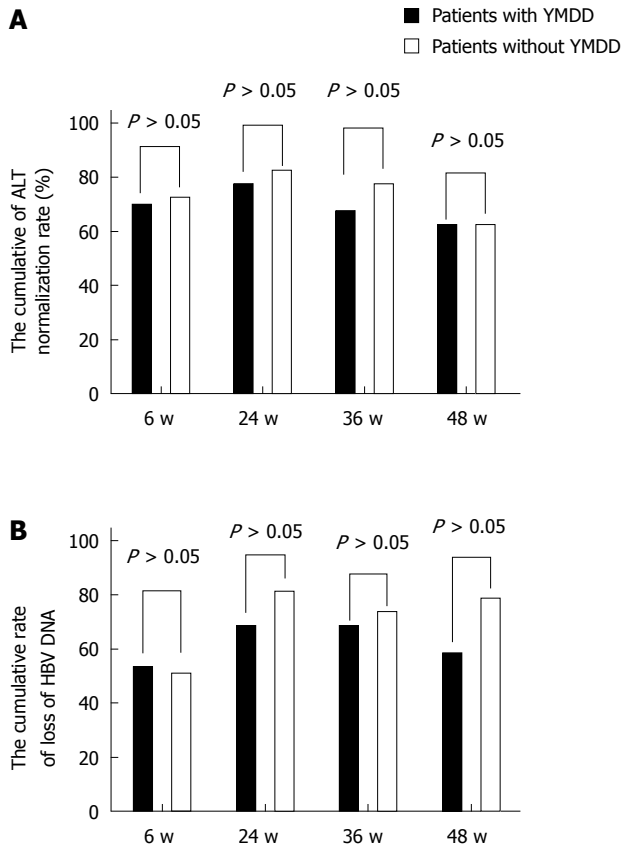 A
Patients with YMDD
Patients without YMDD
The cumulative of ALT
normalization rate (%)
100
80
60
40
20
0
P > 0.05
P > 0.05
P > 0.05
P > 0.05
6 w
24 w
36 w
48 w
B
The cumulative rate
of loss of HBV DNA
100
80
60
40
20
0
P > 0.05
P > 0.05
P > 0.05
P > 0.05
6 w
24 w
36 w
48 w